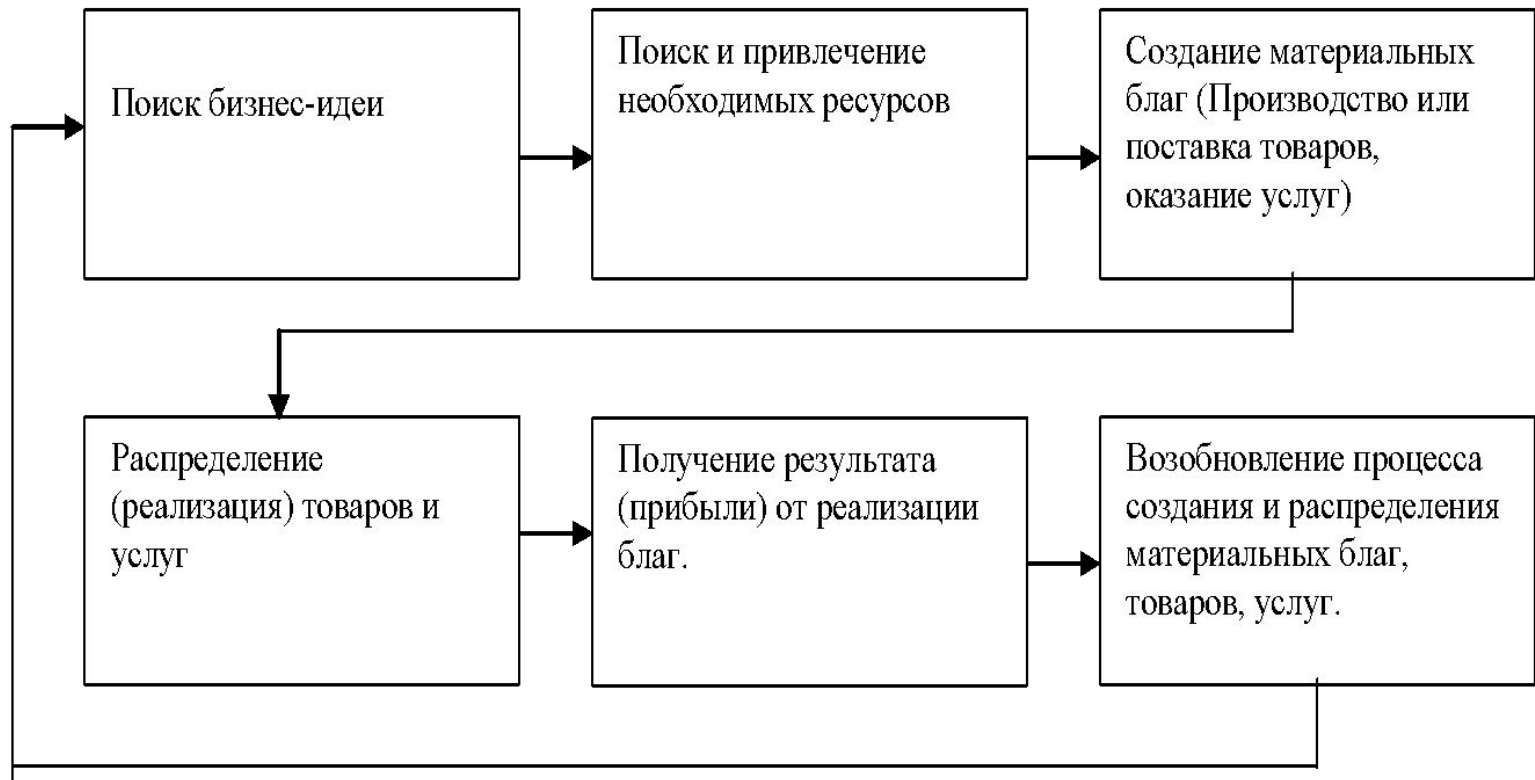 Поиск бизнес-идеи
Поиск и привлечение
необходимых ресурсов
Создание материальных
благ (Производство или
поставка товаров,
оказание услуг)
Распределение
(реализация) товаров и
услуг
Получение результата
(прибыли) от реализации
благ.
Возобновление процесса
создания и распределения
материальных благ,
товаров, услуг.